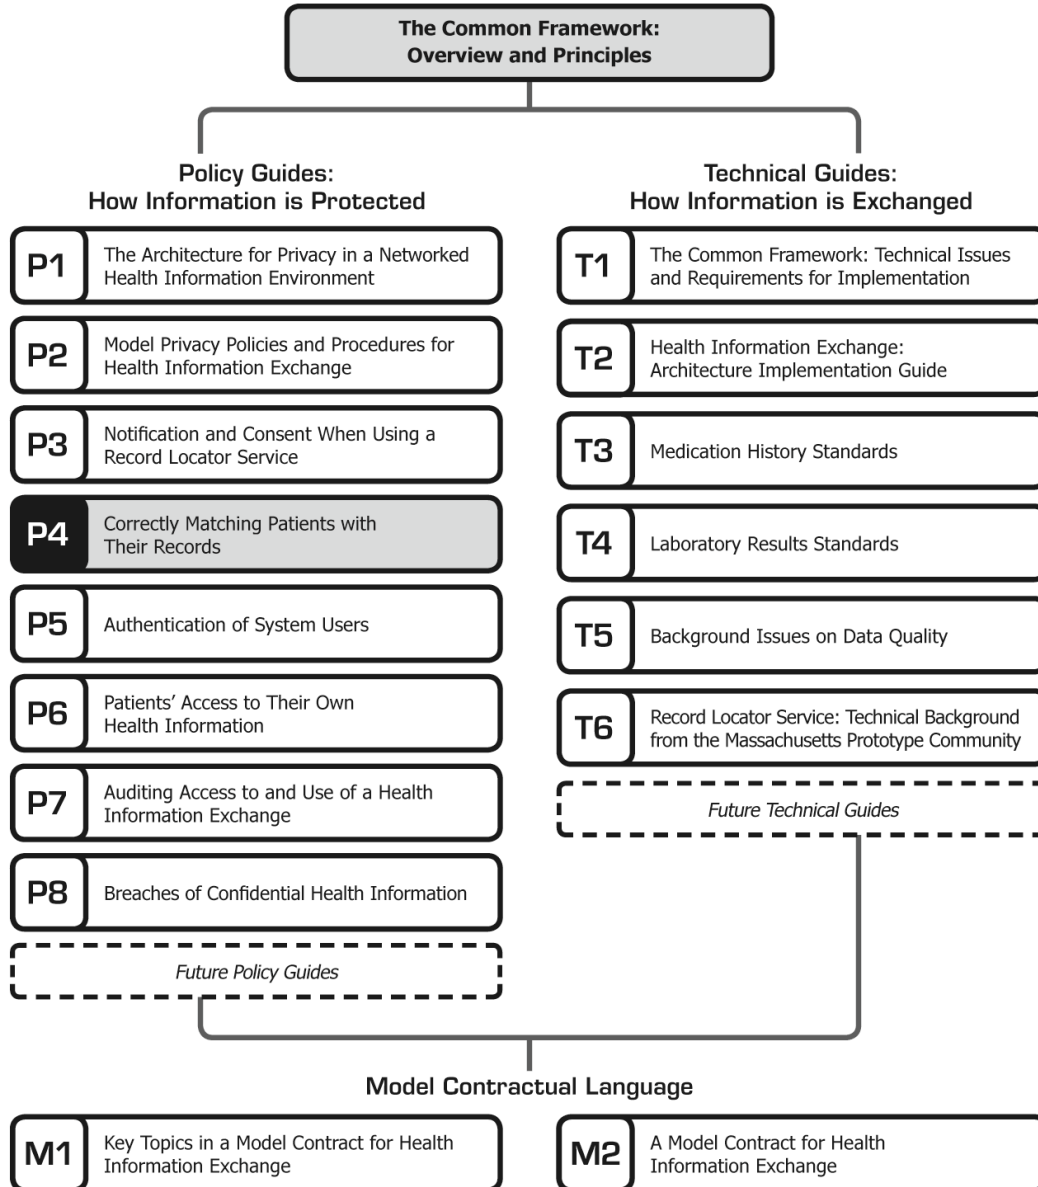 The Common Framework:
Overview and Principles
Policy Guides:
How Information is Protected
P1
The Architecture for Privacy in a Networked
Health Information Environment
P2
Model Privacy Policies and Procedures for
Health Information Exchange
P3
Notification and Consent When Using a
Record Locator Service
P4
Correctly Matching Patients with
Their Records
P5
Authentication of System Users
P6
Patients’ Access to Their Own
Health Information
P7
Auditing Access to and Use of a Health
Information Exchange
P8
Breaches of Confidential Health Information
Future Policy Guides
Technical Guides:
How Information is Exchanged
T1
The Common Framework: Technical Issues
and Requirements for Implementation
T2
Health Information Exchange:
Architecture Implementation Guide
T3
Medication History Standards
T4
Laboratory Results Standards
T5
Background Issues on Data Quality
T6
Record Locator Service: Technical Background
from the Massachusetts Prototype Community
Future Technical Guides
Model Contractual Language
M1
Key Topics in a Model Contract for Health
Information Exchange
M2
A Model Contract for Health
Information Exchange